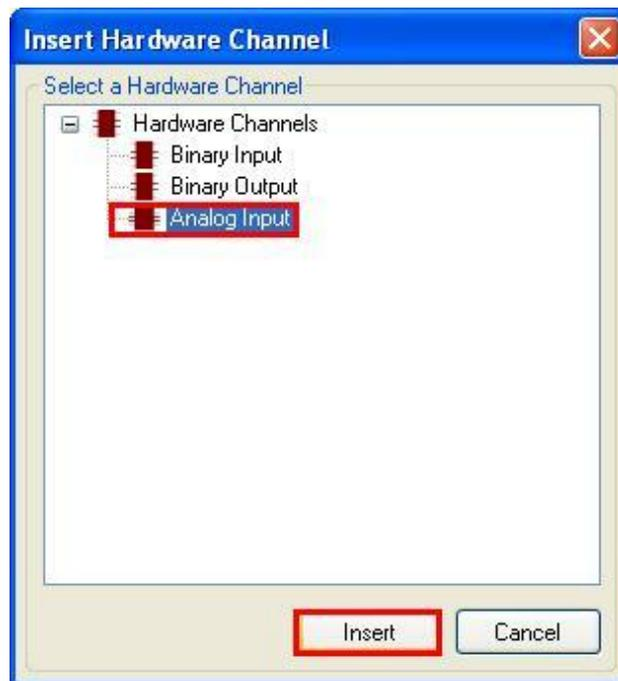 Insert Hardware Channel
Select a Hardware Channel
Hardware Channels
Binary Input
Binary Output
Analog Input
Insert Cancel